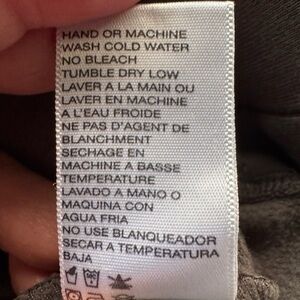 HAND OR MACHINE
WASH COLD WATER
NO BLEACH
TUMBLE DRY LOW
LAVER A LA MAIN OU
LAVER EN MACHINE
A L'EAU FROIDE
NE PAS D'AGENT DE
BLANCHMENT
SECHAGE EN
MACHINE A BASSE
TEMPERATURE
LAVADO A MANO O
MAQUINA CON
AGUA FRIA
NO USE BLANQUEADOR
SECAR A TEMPERATURA
BAJA